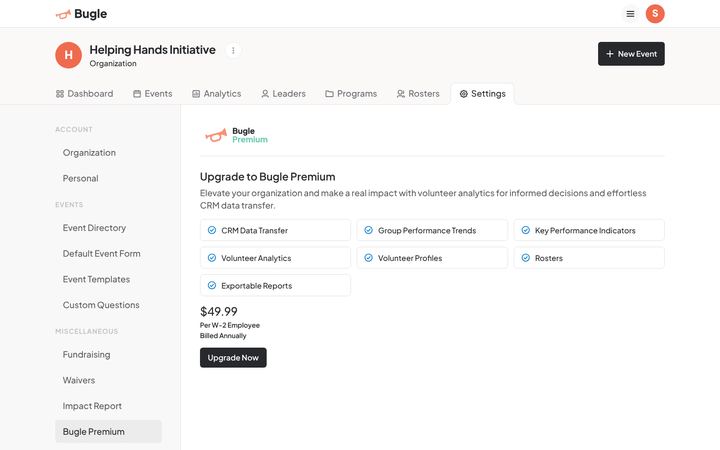 Bugle
S
H
Helping Hands Initiative
Organization
New Event
Dashboard
Events
Analytics
Leaders
Programs
Rosters
Settings
ACCOUNT
Organization
Personal
EVENTS
Event Directory
Default Event Form
Event Templates
Custom Questions
MISCELLANEOUS
Fundraising
Waivers
Impact Report
Bugle Premium
Bugle
Premium
Upgrade to Bugle Premium
Elevate your organization and make a real impact with volunteer analytics for informed decisions and effortless
CRM data transfer.
CRM Data Transfer
Group Performance Trends
Key Performance Indicators
Volunteer Analytics
Volunteer Profiles
Rosters
Exportable Reports
$49.99
Per W-2 Employee
Billed Annually
Upgrade Now